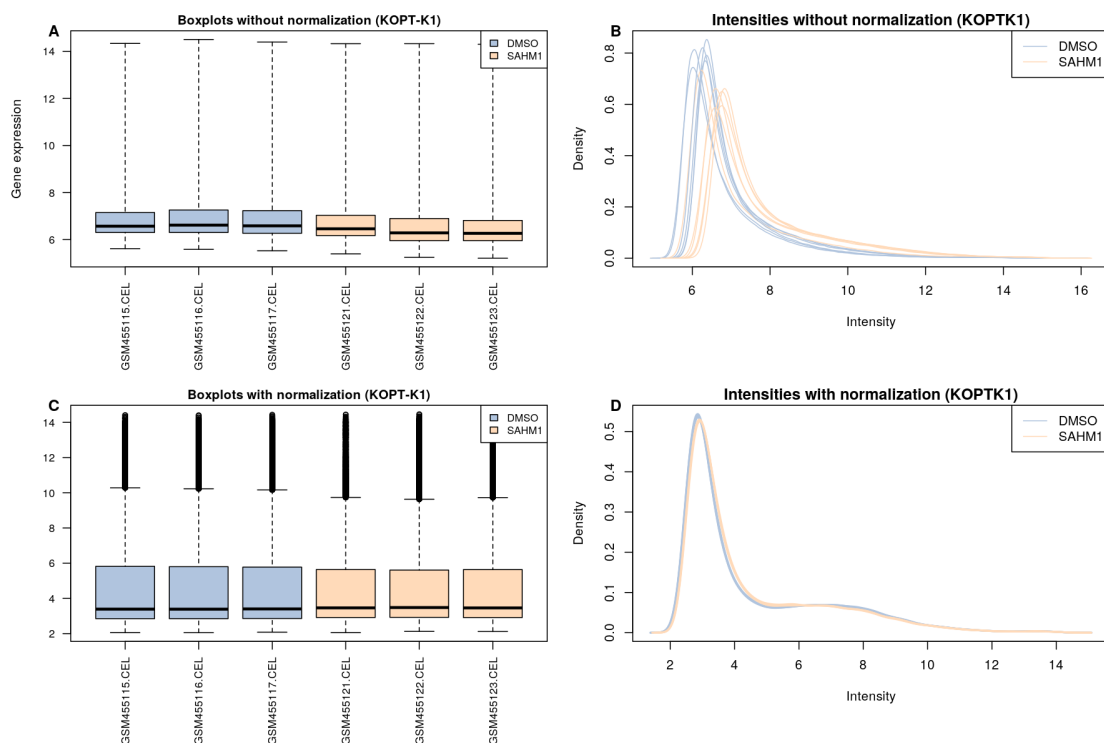 A
Boxplots without normalization (KOPT-K1)
Gene expression
14
12
10
8
6
DMSO
SAHM1
GSM455115.CEL
GSM455116.CEL
GSM455117.CEL
GSM455121.CEL
GSM455122.CEL
GSM455123.CEL
B
Intensities without normalization (KOPTK1)
Density
0.8
0.6
0.4
0.2
0.0
DMSO
SAHM1
6 8 10 12 14 16
Intensity
C
Boxplots with normalization (KOPT-K1)
14
12
10
8
6
4
2
DMSO
SAHM1
GSM455115.CEL
GSM455116.CEL
GSM455117.CEL
GSM455121.CEL
GSM455122.CEL
GSM455123.CEL
D
Intensities with normalization (KOPTK1)
Density
0.5
0.4
0.3
0.2
0.1
0.0
DMSO
SAHM1
2 4 6 8 10 12 14
Intensity